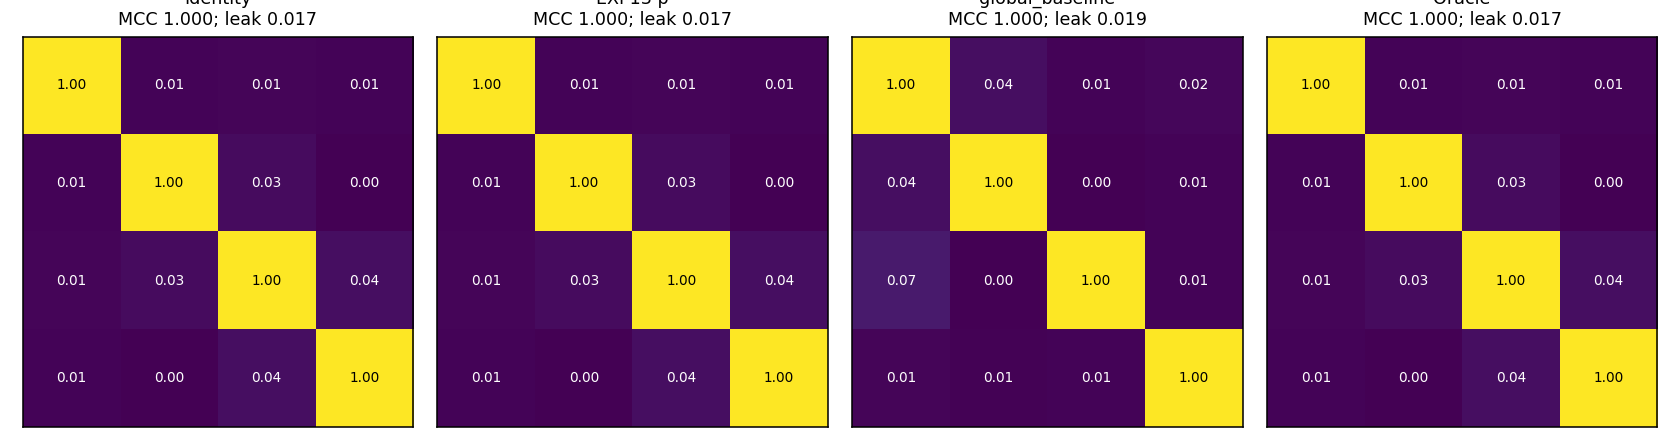 identity
MCC 1.000; leak 0.017
1.00 0.01 0.01 0.01
0.01 1.00 0.03 0.00
0.01 0.03 1.00 0.04
0.01 0.00 0.04 1.00
MCC 1.000; leak 0.017
1.00 0.01 0.01 0.01
0.01 1.00 0.03 0.00
0.01 0.03 1.00 0.04
0.01 0.00 0.04 1.00
global_baseline
MCC 1.000; leak 0.019
1.00 0.04 0.01 0.02
0.04 1.00 0.00 0.01
0.07 0.00 1.00 0.01
0.01 0.01 0.01 1.00
Oracle
MCC 1.000; leak 0.017
1.00 0.01 0.01 0.01
0.01 1.00 0.03 0.00
0.01 0.03 1.00 0.04
0.01 0.00 0.04 1.00